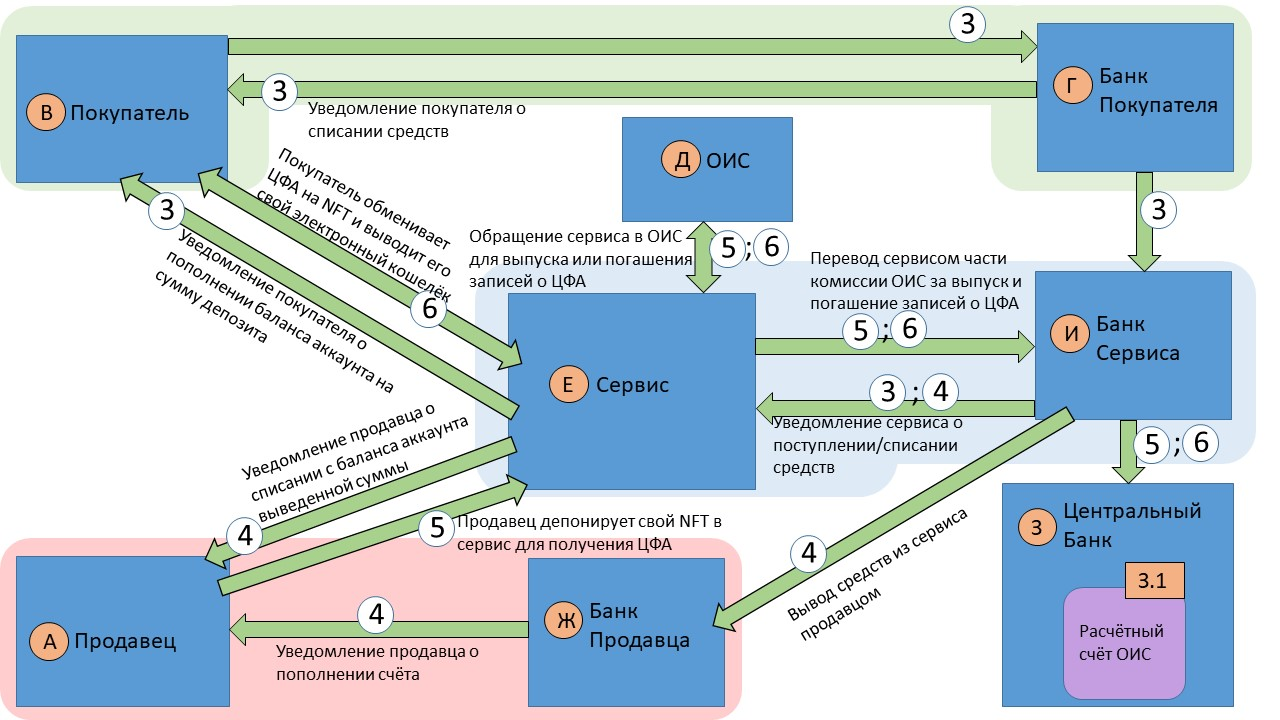 3
Г
Банк
Покупателя
В
Покупатель
3
Уведомление покупателя о
списании средств
Д
ОИС
Покупатель обменивает
ЦФА на NFT и выводит его
свой электронный кошелёк
6
3
Уведомление покупателя о
пополнении баланса аккаунта на
сумму депозита
Обращение сервиса в ОИС
для выпуска или погашения
записей о ЦФА
5 ; 6
3
Перевод сервисом части
комиссии ОИС за выпуск и
погашение записей о ЦФА
5 ; 6
И
Банк
Сервиса
Е
Сервис
3 ; 4
Уведомление сервиса о
поступлении/списании
средств
5 ; 6
Уведомление продавца о
списании с баланса аккаунта
выведенной суммы
4
5
Продавец депонирует свой NFT в
сервис для получения ЦФА
4
Вывод средств из сервиса
продавцом
З
Центральный
Банк
3.1
Расчётный
счёт ОИС
А
Продавец
4
Уведомление продавца о
пополнении счёта
Ж
Банк
Продавца